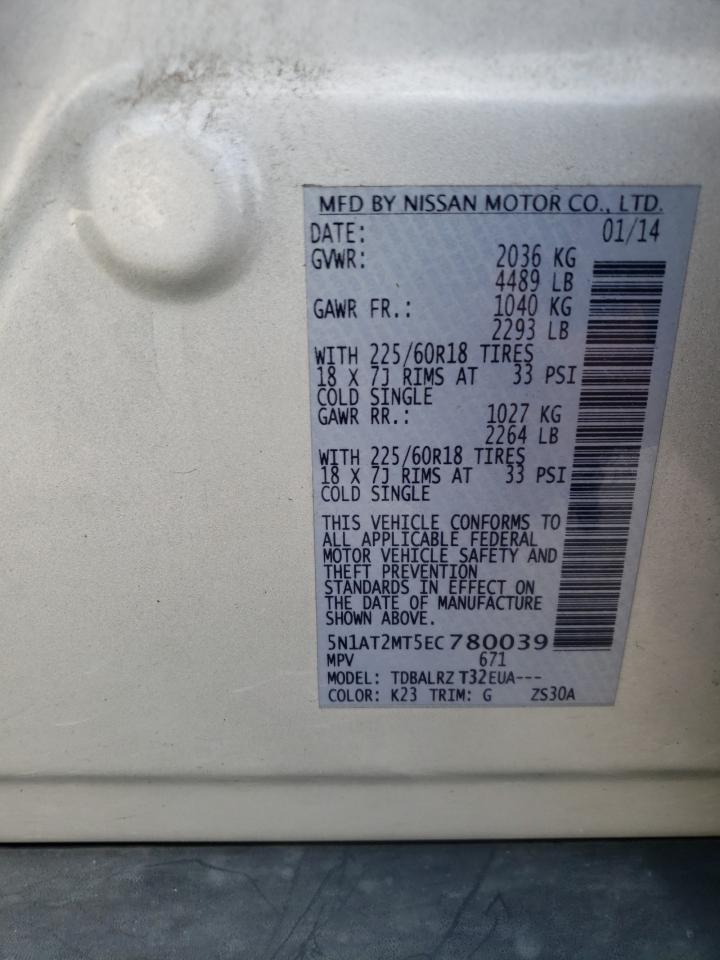 MFD BY NISSAN MOTOR CO., LTD.
DATE: 01/14
GVWR: 2036 KG
4489 LB
GAWR FR.: 1040 KG
2293 LB
WITH 225/60R18 TIRES
18 X 7J RIMS AT 33 PSI
COLD SINGLE
GAWR RR.: 1027 KG
2264 LB
WITH 225/60R18 TIRES
18 X 7J RIMS AT 33 PSI
COLD SINGLE
THIS VEHICLE CONFORMS TO
ALL APPLICABLE FEDERAL
MOTOR VEHICLE SAFETY AND
THEFT PREVENTION
STANDARDS IN EFFECT ON
THE DATE OF MANUFACTURE
SHOWN ABOVE.
5N1AT2MT5EC780039
MPV 671
MODEL: TDBALRZ T32EUA---
COLOR: K23 TRIM: G ZS30A